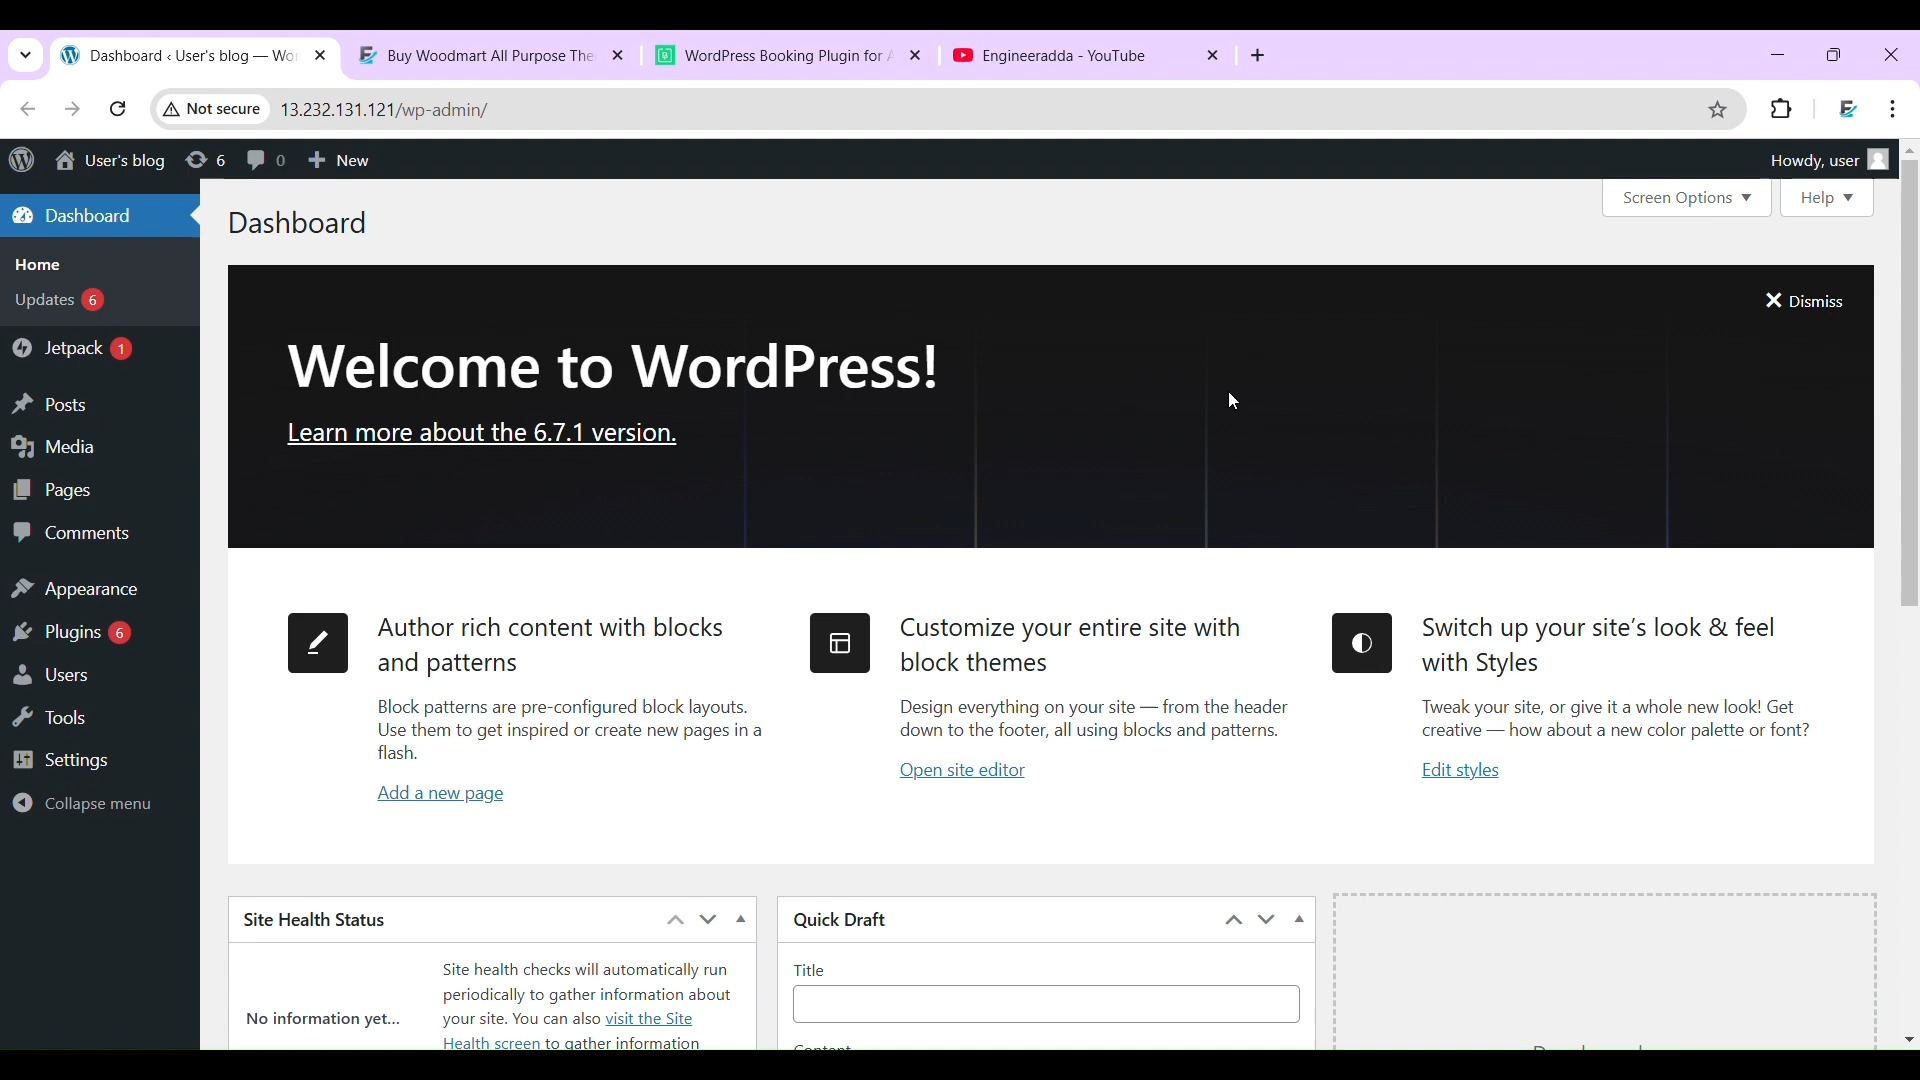 Dashboard ‹ User's blog — Wor
Buy Woodmart All Purpose The
WordPress Booking Plugin for A
Engineeradda - YouTube
Not secure
13.232.131.121/wp-admin/
User's blog
6
0
New
Howdy, user
Dashboard
Home
Updates 6
Jetpack 1
Posts
Media
Pages
Comments
Appearance
Plugins 6
Users
Tools
Settings
Collapse menu
Screen Options
Help
Dashboard
Dismiss
Welcome to WordPress!
Learn more about the 6.7.1 version.
Author rich content with blocks
and patterns
Block patterns are pre-configured block layouts.
Use them to get inspired or create new pages in a
flash.
Add a new page
Customize your entire site with
block themes
Design everything on your site — from the header
down to the footer, all using blocks and patterns.
Open site editor
Switch up your site’s look & feel
with Styles
Tweak your site, or give it a whole new look! Get
creative — how about a new color palette or font?
Edit styles
Site Health Status
No information yet...
Site health checks will automatically run
periodically to gather information about
your site. You can also visit the Site
Health screen to gather information
Quick Draft
Title
Content